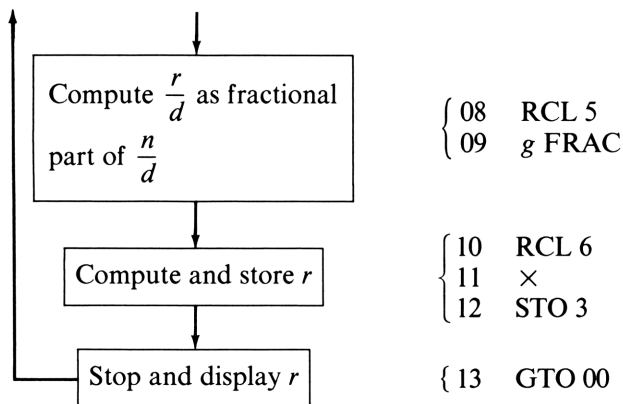 Compute r/d as fractional
part of n/d
{ 08 RCL 5
09 g FRAC
Compute and store r
{ 10 RCL 6
11 ×
12 STO 3
Stop and display r
{ 13 GTO 00